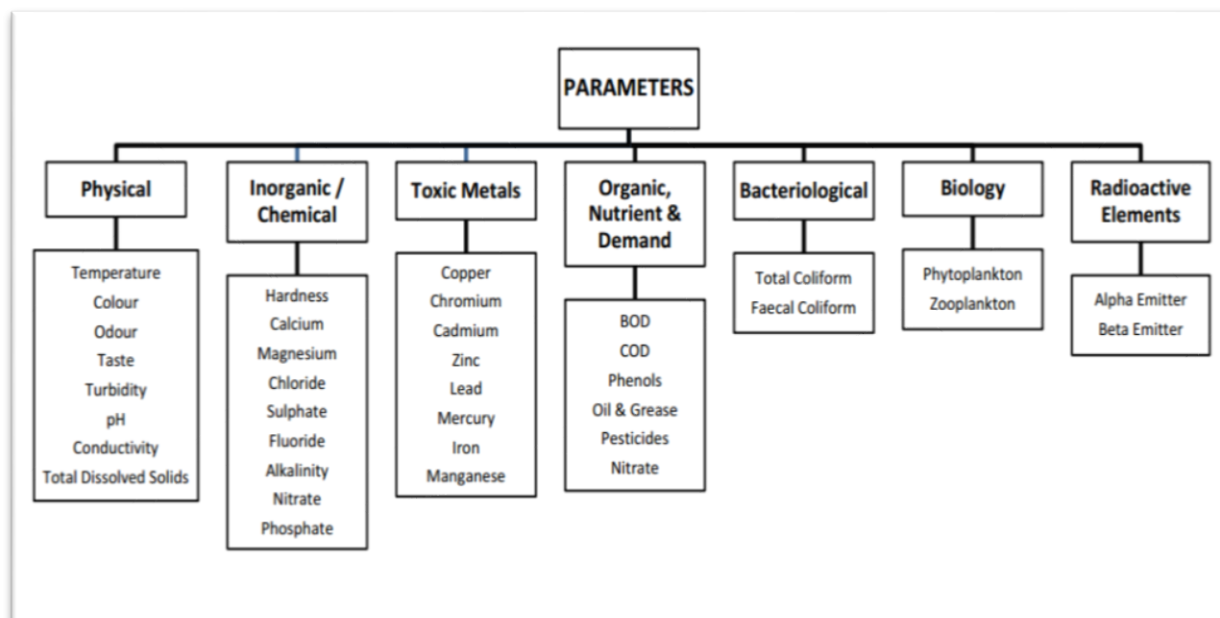 PARAMETERS
Physical
Temperature
Colour
Odour
Taste
Turbidity
pH
Conductivity
Total Dissolved Solids
Inorganic /
Chemical
Hardness
Calcium
Magnesium
Chloride
Sulphate
Fluoride
Alkalinity
Nitrate
Phosphate
Toxic Metals
Copper
Chromium
Cadmium
Zinc
Lead
Mercury
Iron
Manganese
Organic,
Nutrient &
Demand
BOD
COD
Phenols
Oil & Grease
Pesticides
Nitrate
Bacteriological
Total Coliform
Faecal Coliform
Biology
Phytoplankton
Zooplankton
Radioactive
Elements
Alpha Emitter
Beta Emitter